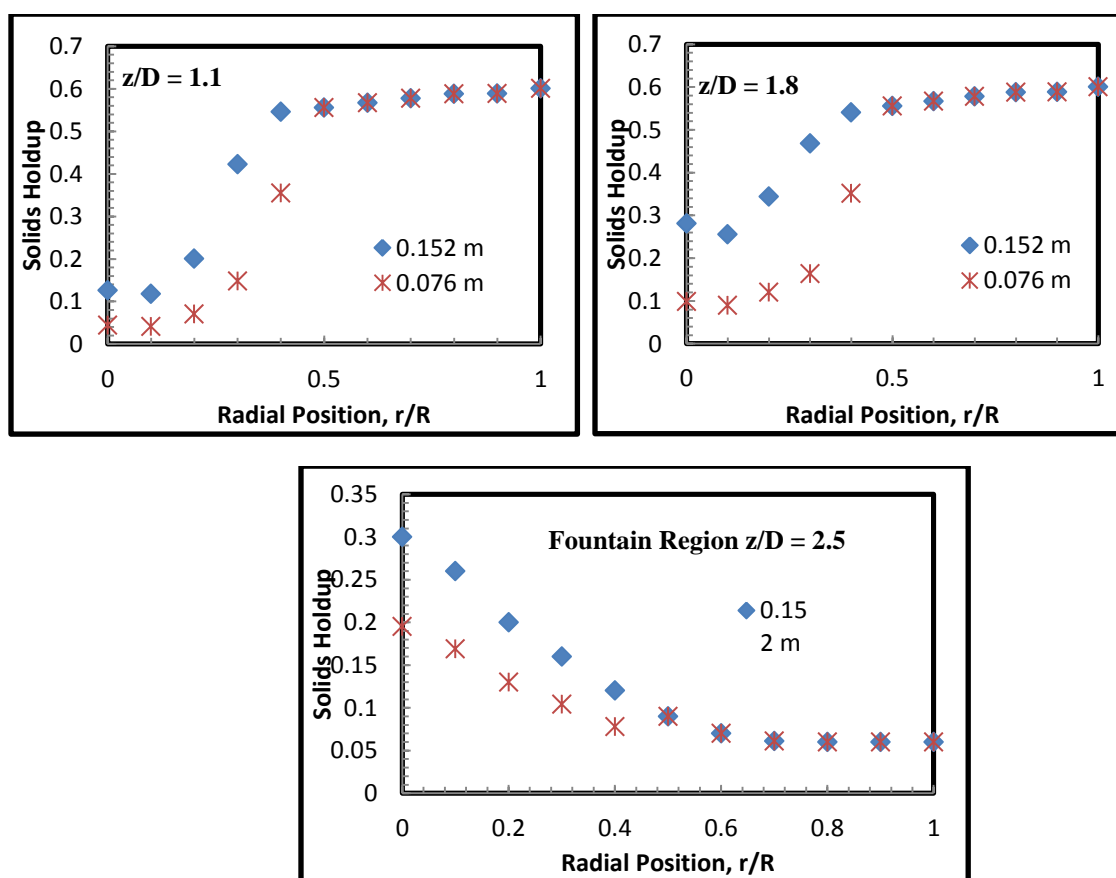 z/D = 1.1
Solids Holdup
0.7
0.6
0.5
0.4
0.3
0.2
0.1
0
0.152 m
0.076 m
0
0.5
1
Radial Position, r/R
z/D = 1.8
Solids Holdup
0.7
0.6
0.5
0.4
0.3
0.2
0.1
0
0.152 m
0.076 m
0
0.5
1
Radial Position, r/R
Fountain Region z/D = 2.5
Solids Holdup
0.35
0.3
0.25
0.2
0.15
0.1
0.05
0
0.15
2 m
0
0.2
0.4
0.6
0.8
1
Radial Position, r/R